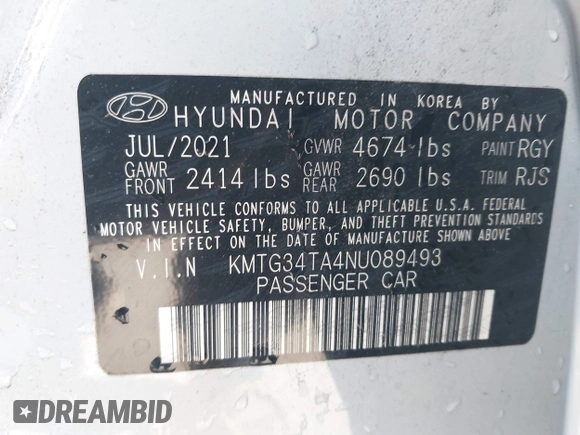 MANUFACTURED IN KOREA BY
HYUNDAI MOTOR COMPANY
JUL/2021 GVWR 4674 lbs PAINT RGY
GAWR FRONT 2414 lbs GAWR REAR 2690 lbs TRIM RJS
THIS VEHICLE CONFORMS TO ALL APPLICABLE U.S.A. FEDERAL
MOTOR VEHICLE SAFETY, BUMPER, AND THEFT PREVENTION STANDARDS
IN EFFECT ON THE DATE OF MANUFACTURE SHOWN ABOVE.
V.I.N KMTG34TA4NU089493
PASSENGER CAR
DREAMBID